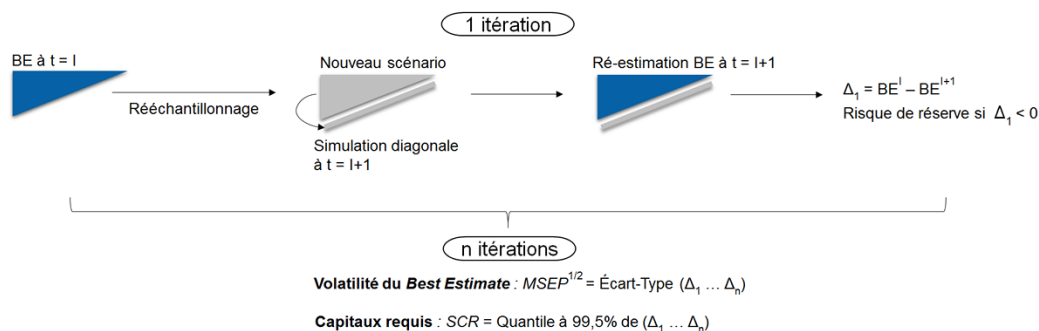 1 itération
BE à t = I
Rééchantillonnage
Nouveau scénario
Simulation diagonale
à t = I+1
Ré-estimation BE à t = I+1
Δ₁ = BEᴵ – BEᴵ⁺¹
Risque de réserve si Δ₁ < 0
n itérations
Volatilité du Best Estimate : MSEP^{1/2} = Écart-Type (Δ₁ … Δₙ)
Capitaux requis : SCR = Quantile à 99,5% de (Δ₁ … Δₙ)